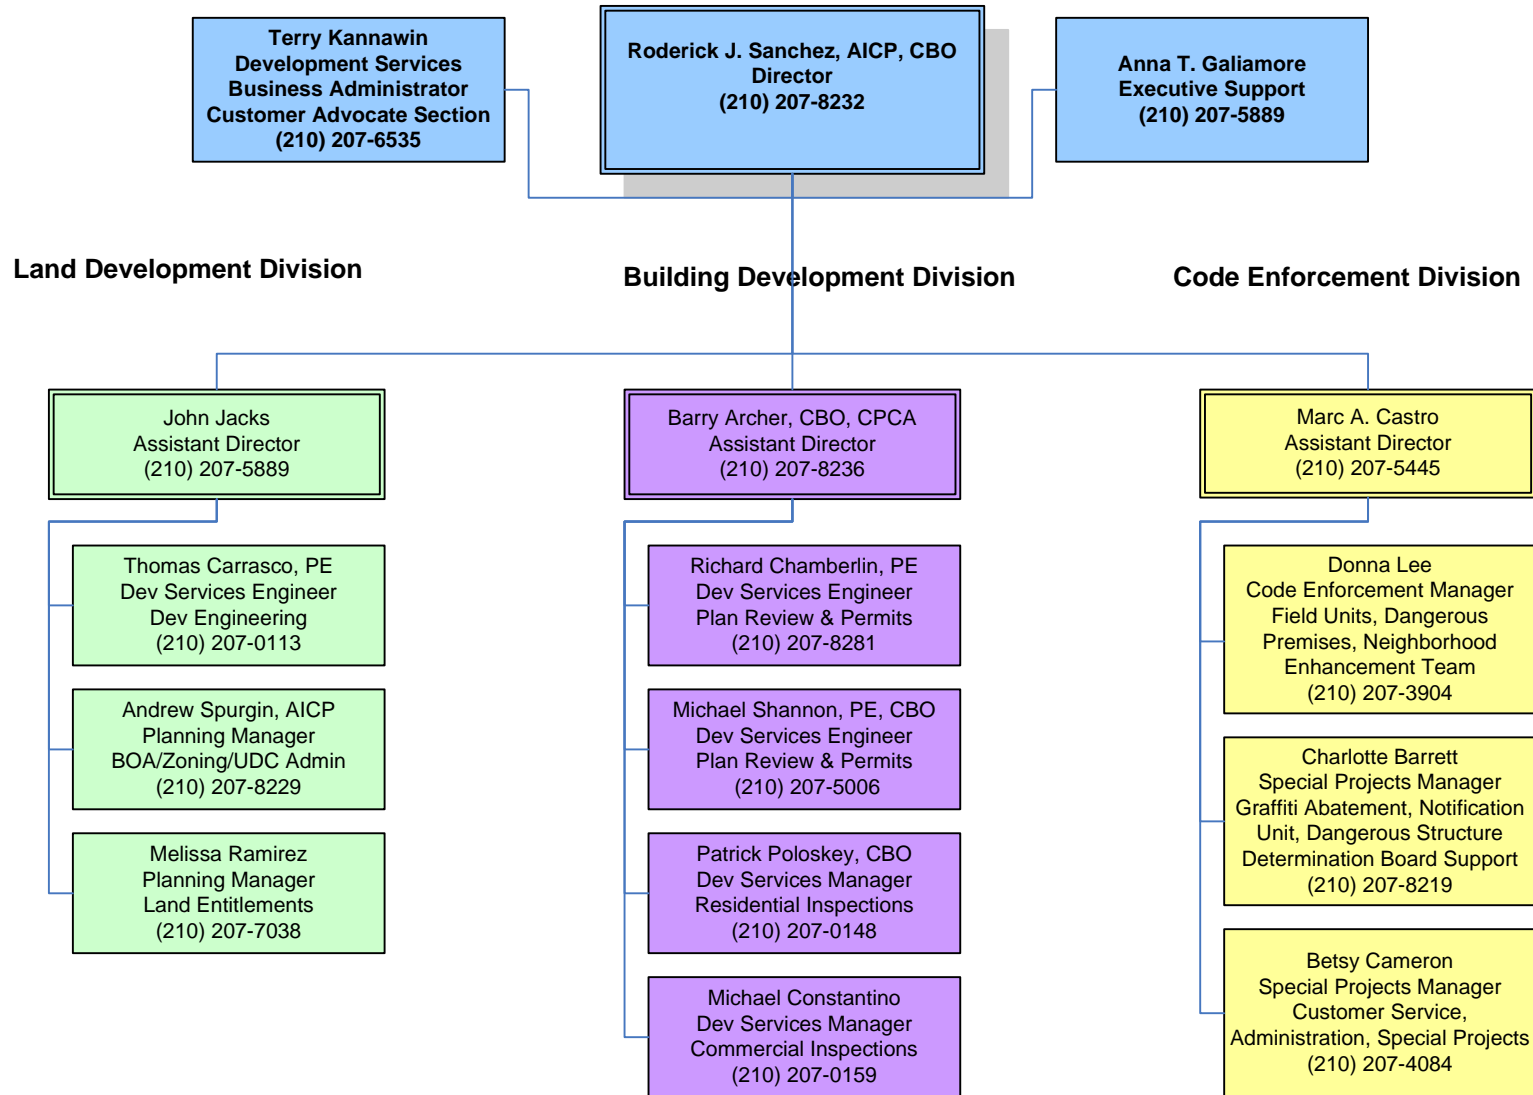 Terry Kannawin
Development Services
Business Administrator
Customer Advocate Section
(210) 207-6535
Roderick J. Sanchez, AICP, CBO
Director
(210) 207-8232
Anna T. Galiamore
Executive Support
(210) 207-5889
Land Development Division
Building Development Division
Code Enforcement Division
John Jacks
Assistant Director
(210) 207-5889
Thomas Carrasco, PE
Dev Services Engineer
Dev Engineering
(210) 207-0113
Andrew Spurgin, AICP
Planning Manager
BOA/Zoning/UDC Admin
(210) 207-8229
Melissa Ramirez
Planning Manager
Land Entitlements
(210) 207-7038
Barry Archer, CBO, CPCA
Assistant Director
(210) 207-8236
Richard Chamberlin, PE
Dev Services Engineer
Plan Review & Permits
(210) 207-8281
Michael Shannon, PE, CBO
Dev Services Engineer
Plan Review & Permits
(210) 207-5006
Patrick Poloskey, CBO
Dev Services Manager
Residential Inspections
(210) 207-0148
Michael Constantino
Dev Services Manager
Commercial Inspections
(210) 207-0159
Marc A. Castro
Assistant Director
(210) 207-5445
Donna Lee
Code Enforcement Manager
Field Units, Dangerous
Premises, Neighborhood
Enhancement Team
(210) 207-3904
Charlotte Barrett
Special Projects Manager
Graffiti Abatement, Notification
Unit, Dangerous Structure
Determination Board Support
(210) 207-8219
Betsy Cameron
Special Projects Manager
Customer Service,
Administration, Special Projects
(210) 207-4084